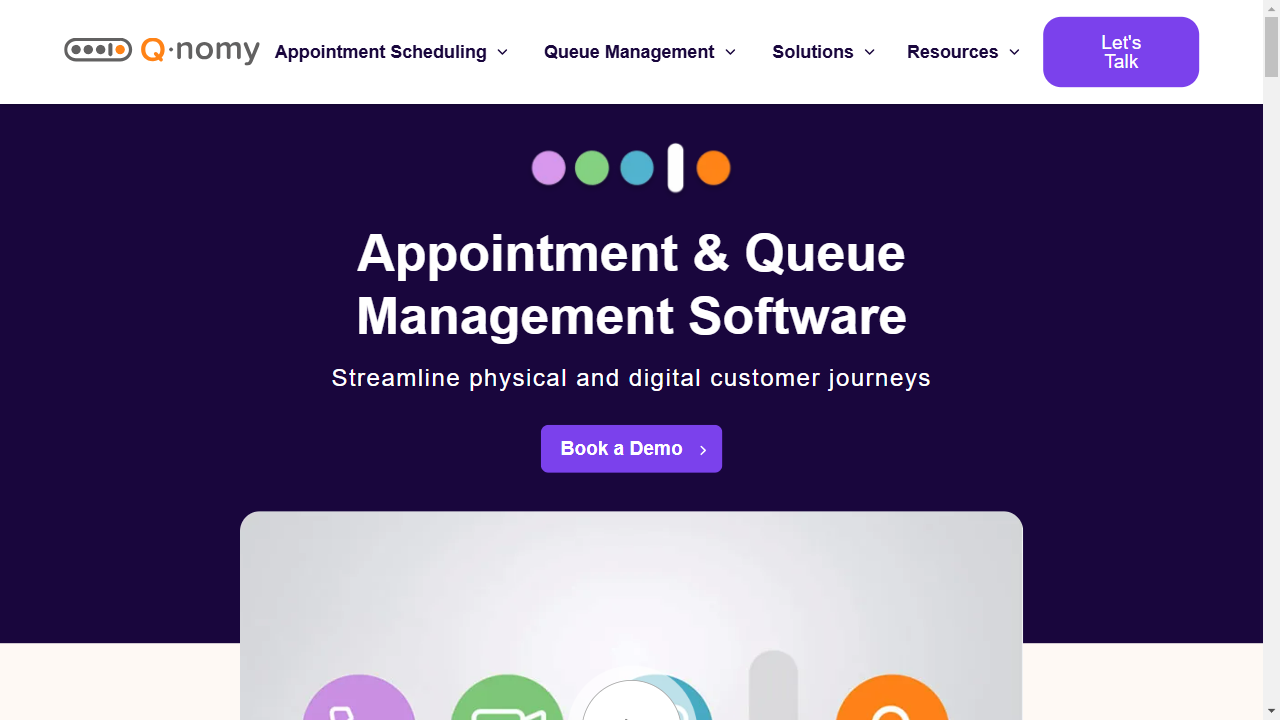 Q·nomy
Appointment Scheduling
Queue Management
Solutions
Resources
Let's
Talk
Appointment & Queue
Management Software
Streamline physical and digital customer journeys
Book a Demo